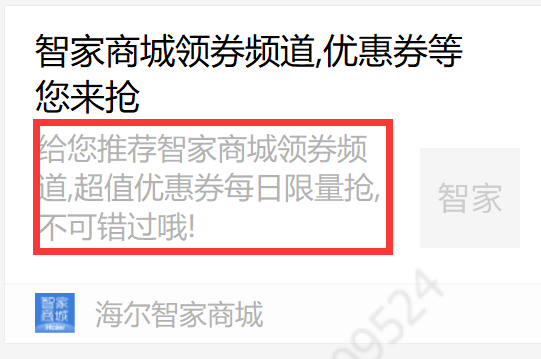 智家商城领券频道,优惠券等
您来抢
给您推荐智家商城领券频
道,超值优惠券每日限量抢,
不可错过哦!
智家
智家
商城
Haier
海尔智家商城
09524